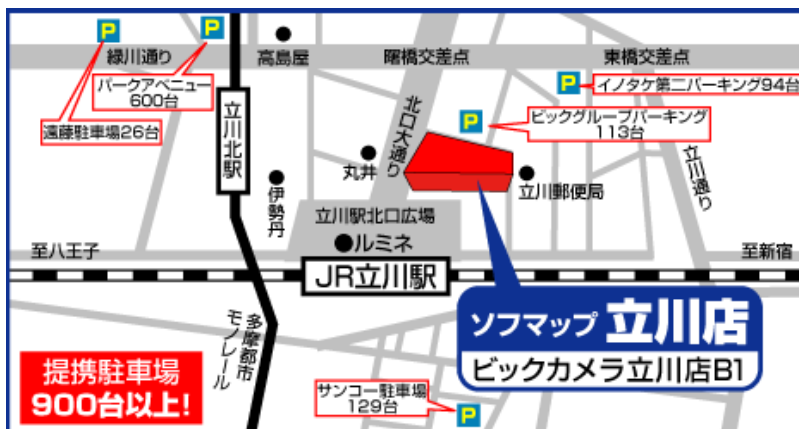 P
P
緑川通り
高島屋
曙橋交差点
東橋交差点
パークアベニュー
600台
遠藤駐車場26台
P
イノタケ第二パーキング94台
北口大通り
P
ビックグループパーキング
113台
立川北駅
丸井
伊勢丹
立川郵便局
立川通り
立川駅北口広場
ルミネ
至八王子
至新宿
JR立川駅
多摩都市
モノレール
ソフマップ 立川店
ビックカメラ立川店B1
提携駐車場
900台以上!
サンコー駐車場
129台
P